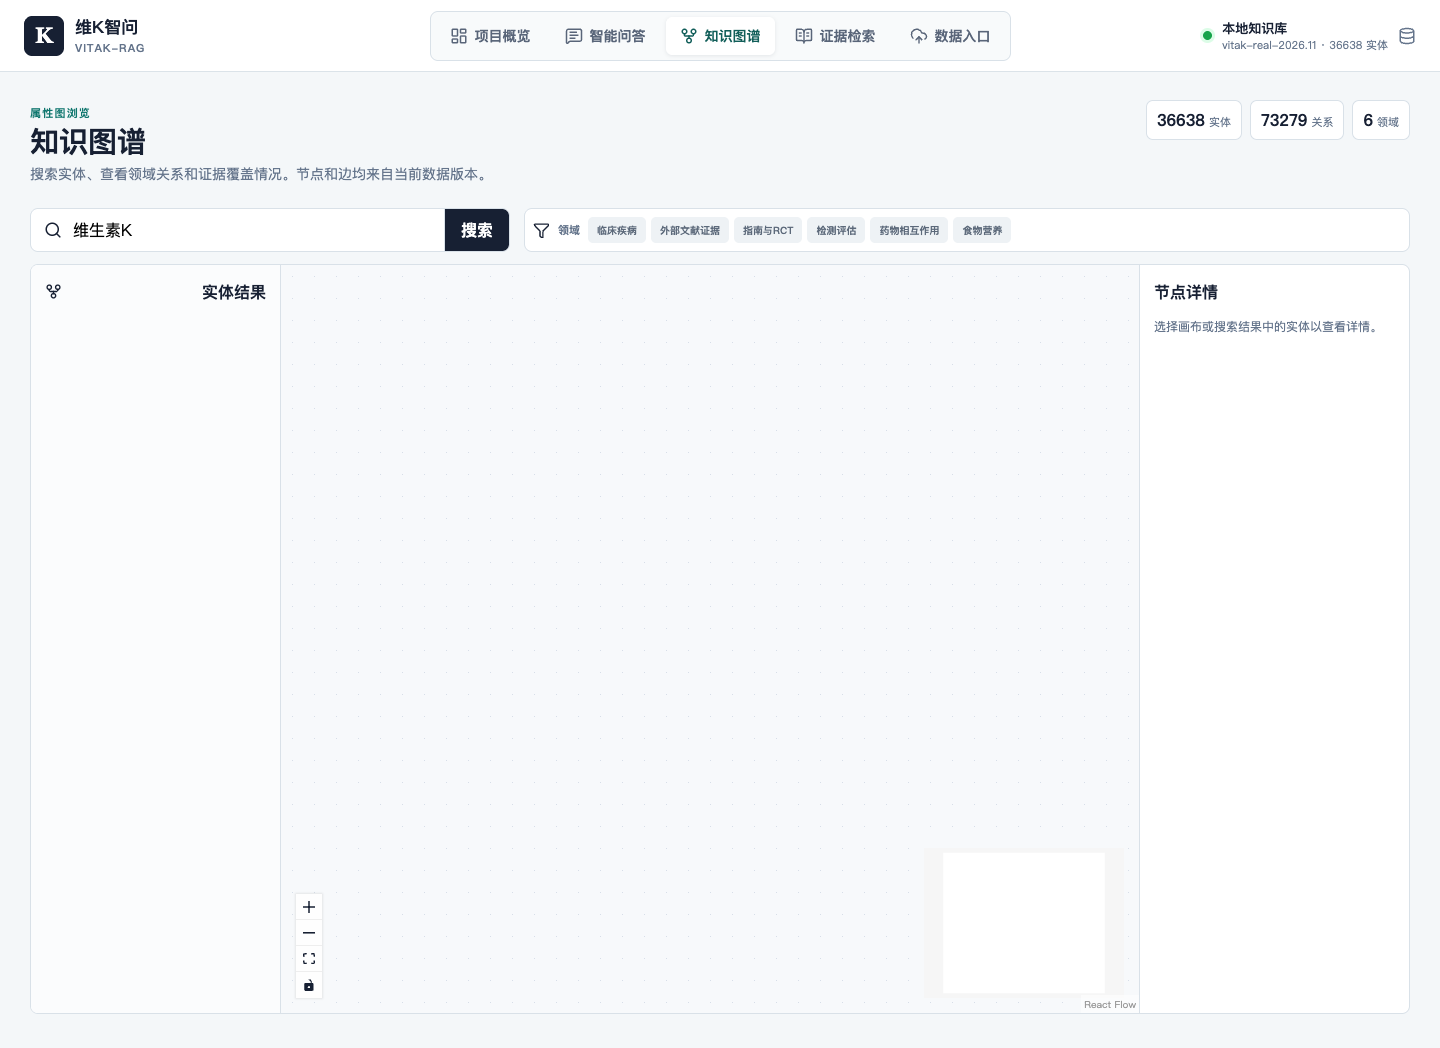 K
维K智问
VITAK-RAG
项目概览
智能问答
知识图谱
证据检索
数据入口
本地知识库
vitak-real-2026.11 · 36638 实体
属性图浏览
知识图谱
搜索实体、查看领域关系和证据覆盖情况。节点和边均来自当前数据版本。
36638 实体
73279 关系
6 领域
维生素K
搜索
领域
临床疾病
外部文献证据
指南与RCT
检测评估
药物相互作用
食物营养
实体结果
节点详情
选择画布或搜索结果中的实体以查看详情。
React Flow